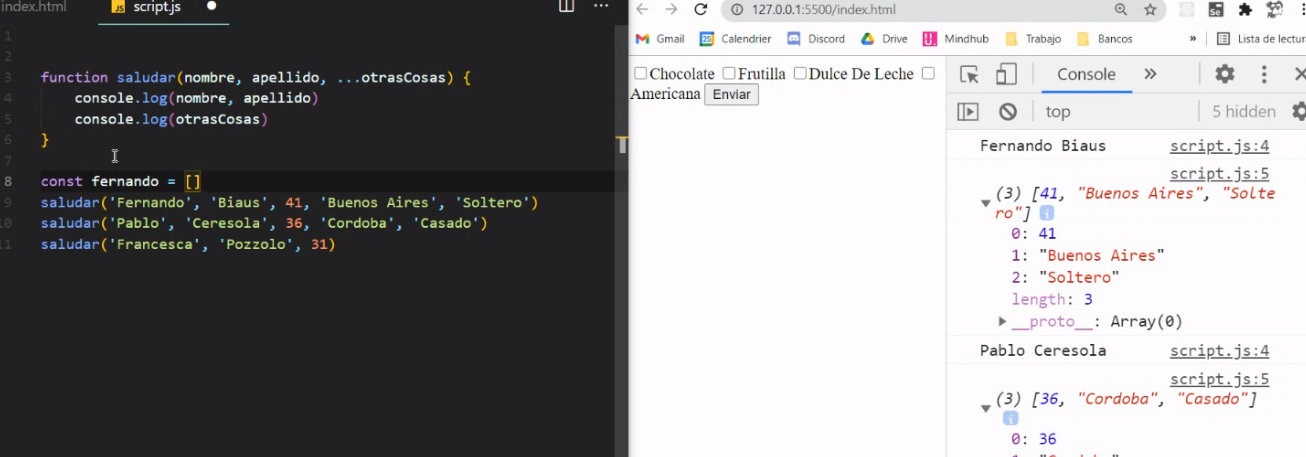 index.html JS script.js
1
2
3 function saludar(nombre, apellido, ...otrasCosas) {
4 console.log(nombre, apellido)
5 console.log(otrasCosas)
6 }
7
8 const fernando = []
9 saludar('Fernando', 'Biaus', 41, 'Buenos Aires', 'Soltero')
10 saludar('Pablo', 'Ceresola', 36, 'Cordoba', 'Casado')
11 saludar('Francesca', 'Pozzolo', 31)
127.0.0.1:5500/index.html
Gmail Calendrier Discord Drive Mindhub Trabajo Bancos » Lista de lectur
Chocolate Frutilla Dulce De Leche
Americana Enviar
Console »
top 5 hidden
Fernando Biaus script.js:4
script.js:5
(3) [41, "Buenos Aires", "Solte
ro"]
0: 41
1: "Buenos Aires"
2: "Soltero"
length: 3
__proto__: Array(0)
Pablo Ceresola script.js:4
script.js:5
(3) [36, "Cordoba", "Casado"]
0: 36